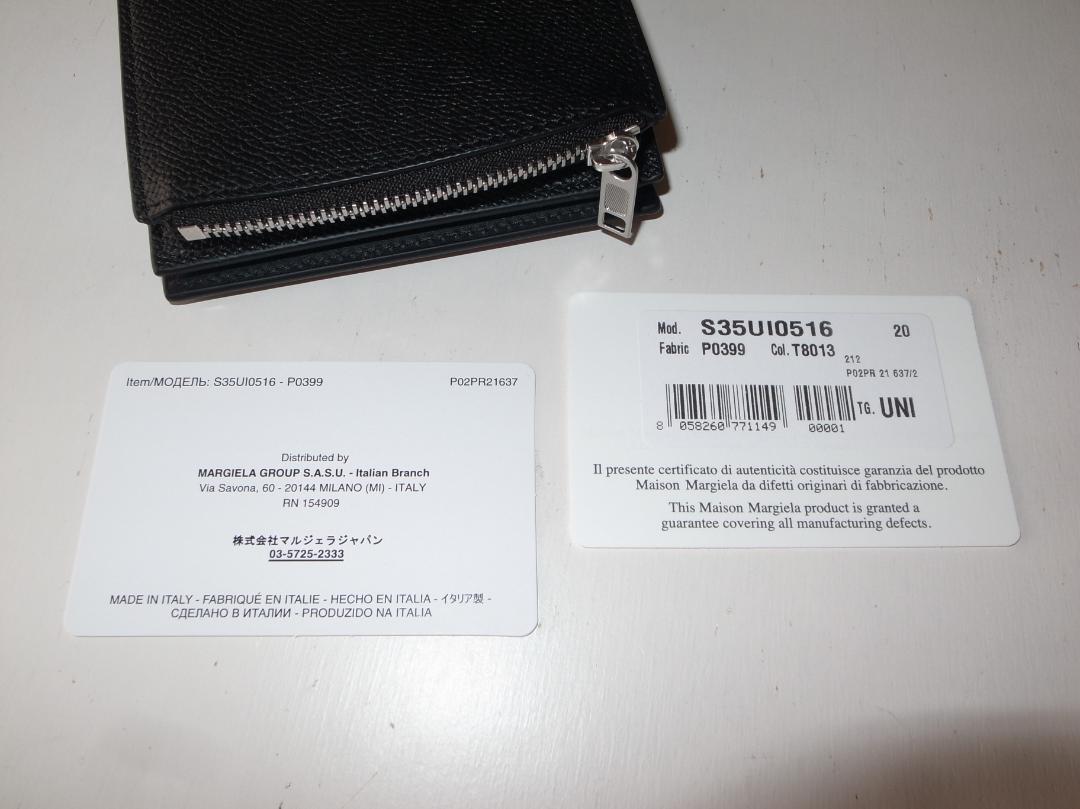 Item/МОДЕЛЬ: S35UI0516 - P0399 P02PR21637
Distributed by
MARGIELA GROUP S.A.S.U. - Italian Branch
Via Savona, 60 - 20144 MILANO (MI) - ITALY
RN 154909
株式会社マルジェラジャパン
03-5725-2333
MADE IN ITALY - FABRIQUÉ EN ITALIE - HECHO EN ITALIA - イタリア製 -
СДЕЛАНО В ИТАЛИИ - PRODUZIDO NA ITALIA
Mod. S35UI0516 20
Fabric P0399 Col. T8013
212
P02PR 21 637/2
TG. UNI
8 058260 771149 00001
Il presente certificato di autenticità costituisce garanzia del prodotto
Maison Margiela da difetti originari di fabbricazione.
This Maison Margiela product is granted a
guarantee covering all manufacturing defects.